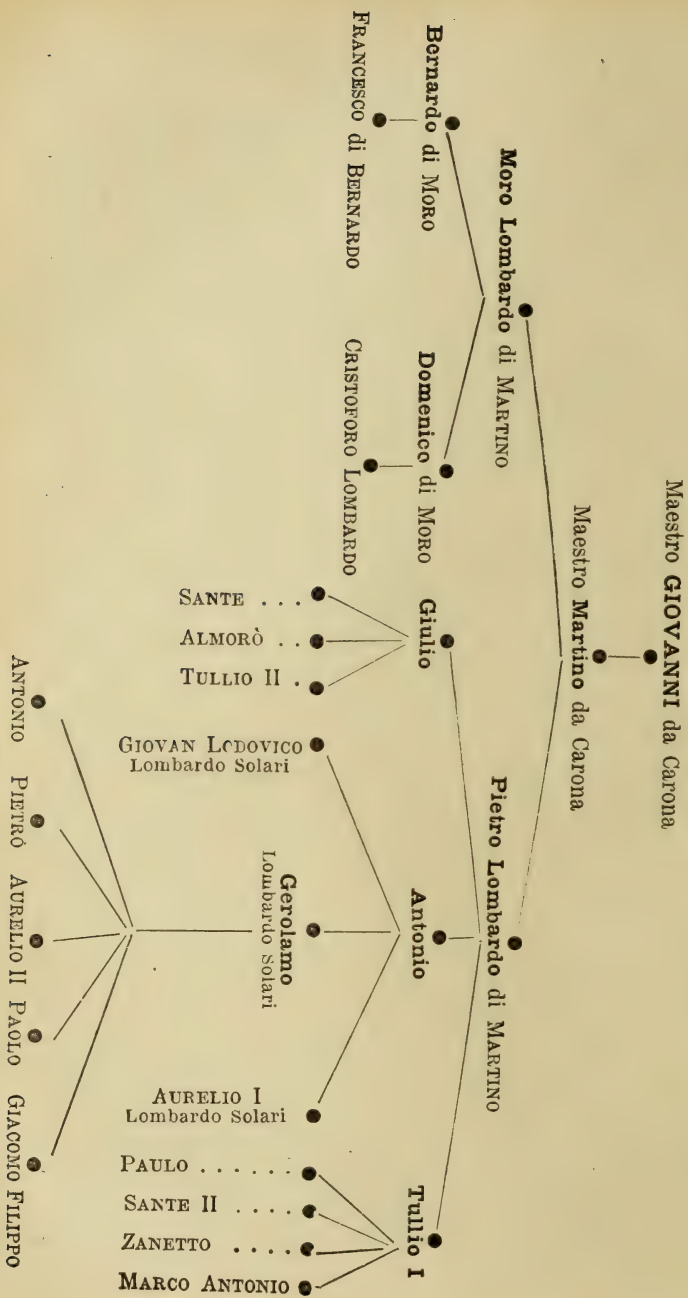 Maestro GIOVANNI da Carona
Maestro Martino da Carona
Moro Lombardo di MARTINO
Pietro Lombardo di MARTINO
Bernardo di MORO
Domenico di MORO
Giulio
Antonio
Tullio I
FRANCESCO di BERNARDO
CRISTOFORO LOMBARDO
SANTE . . .
ALMORÒ . .
TULLIO II .
GIOVAN LODOVICO
Lombardo Solari
Gerolamo
Lombardo Solari
AURELIO I
Lombardo Solari
PAULO . . . . . .
SANTE II . . . .
ZANETTO . . . .
MARCO ANTONIO
ANTONIO
PIETRÓ
AURELIO II
PAOLO
GIACOMO FILIPPO